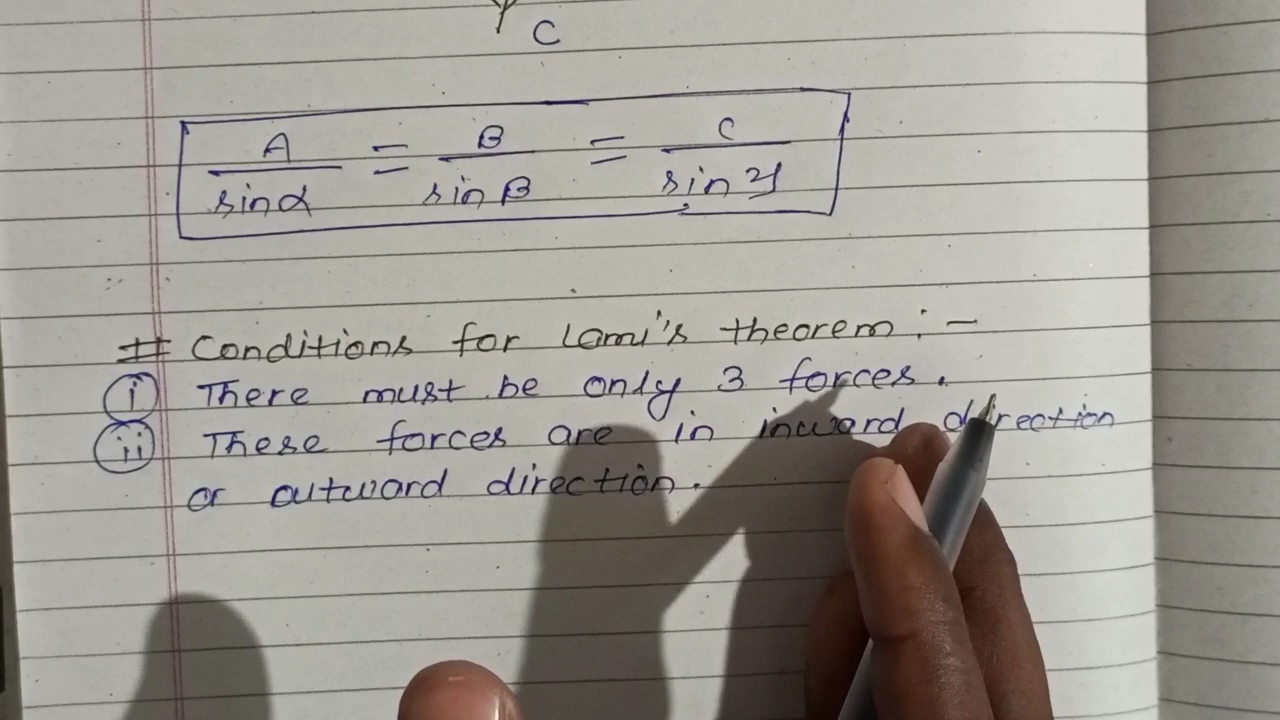 C
A/sinα = B/sinβ = C/sinγ
# Conditions for Lami's theorem :-
(i) There must be only 3 forces.
(ii) These forces are in inward direction
or outward direction.